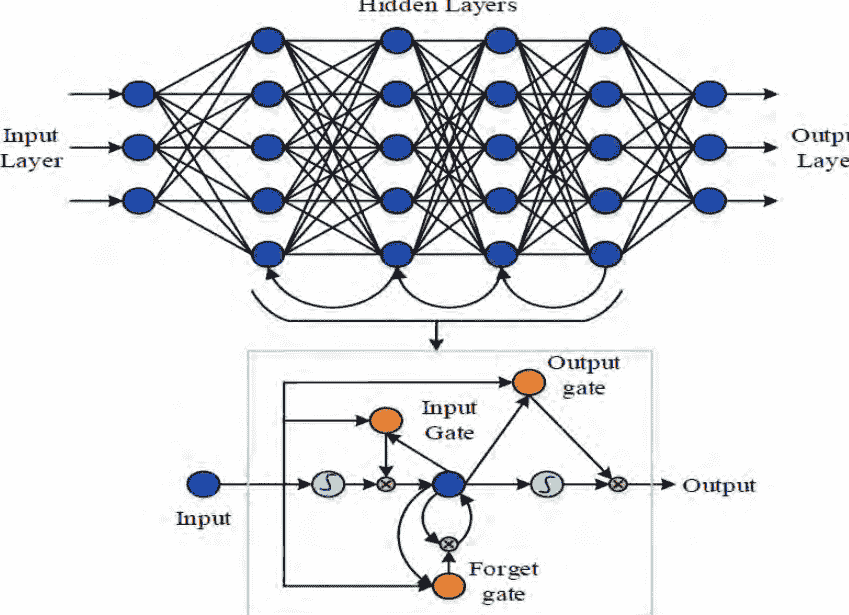 Hidden Layers
Input
Layer
Outpu
Laye
Output
gate
Input
Gate
Input
Output
Forget
gate